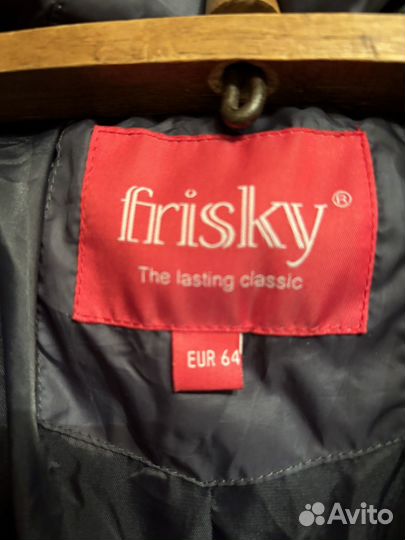 frisky®
The lasting classic
EUR 64
Avito